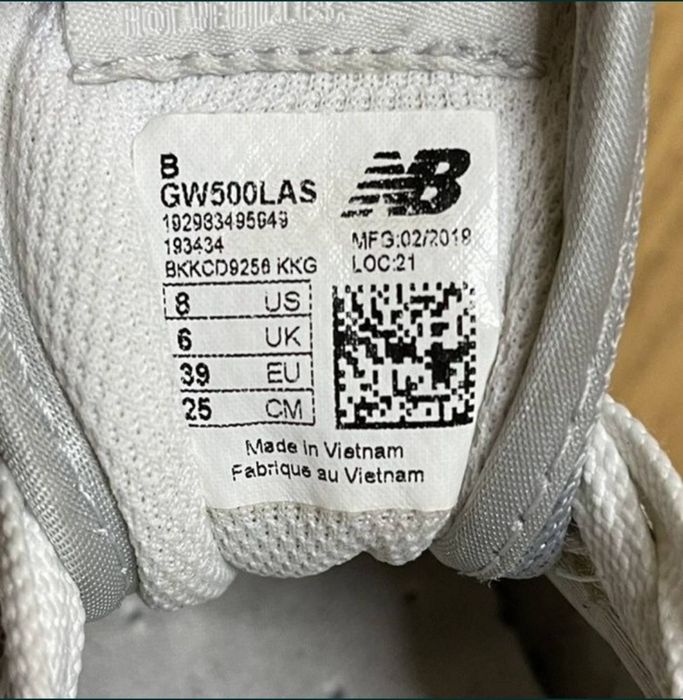 B
GW500LAS
192983495649
193434
MFG:02/2018
BKKCD9256 KKG
LOC:21
8 US
6 UK
39 EU
25 CM
Made in Vietnam
Fabrique au Vietnam